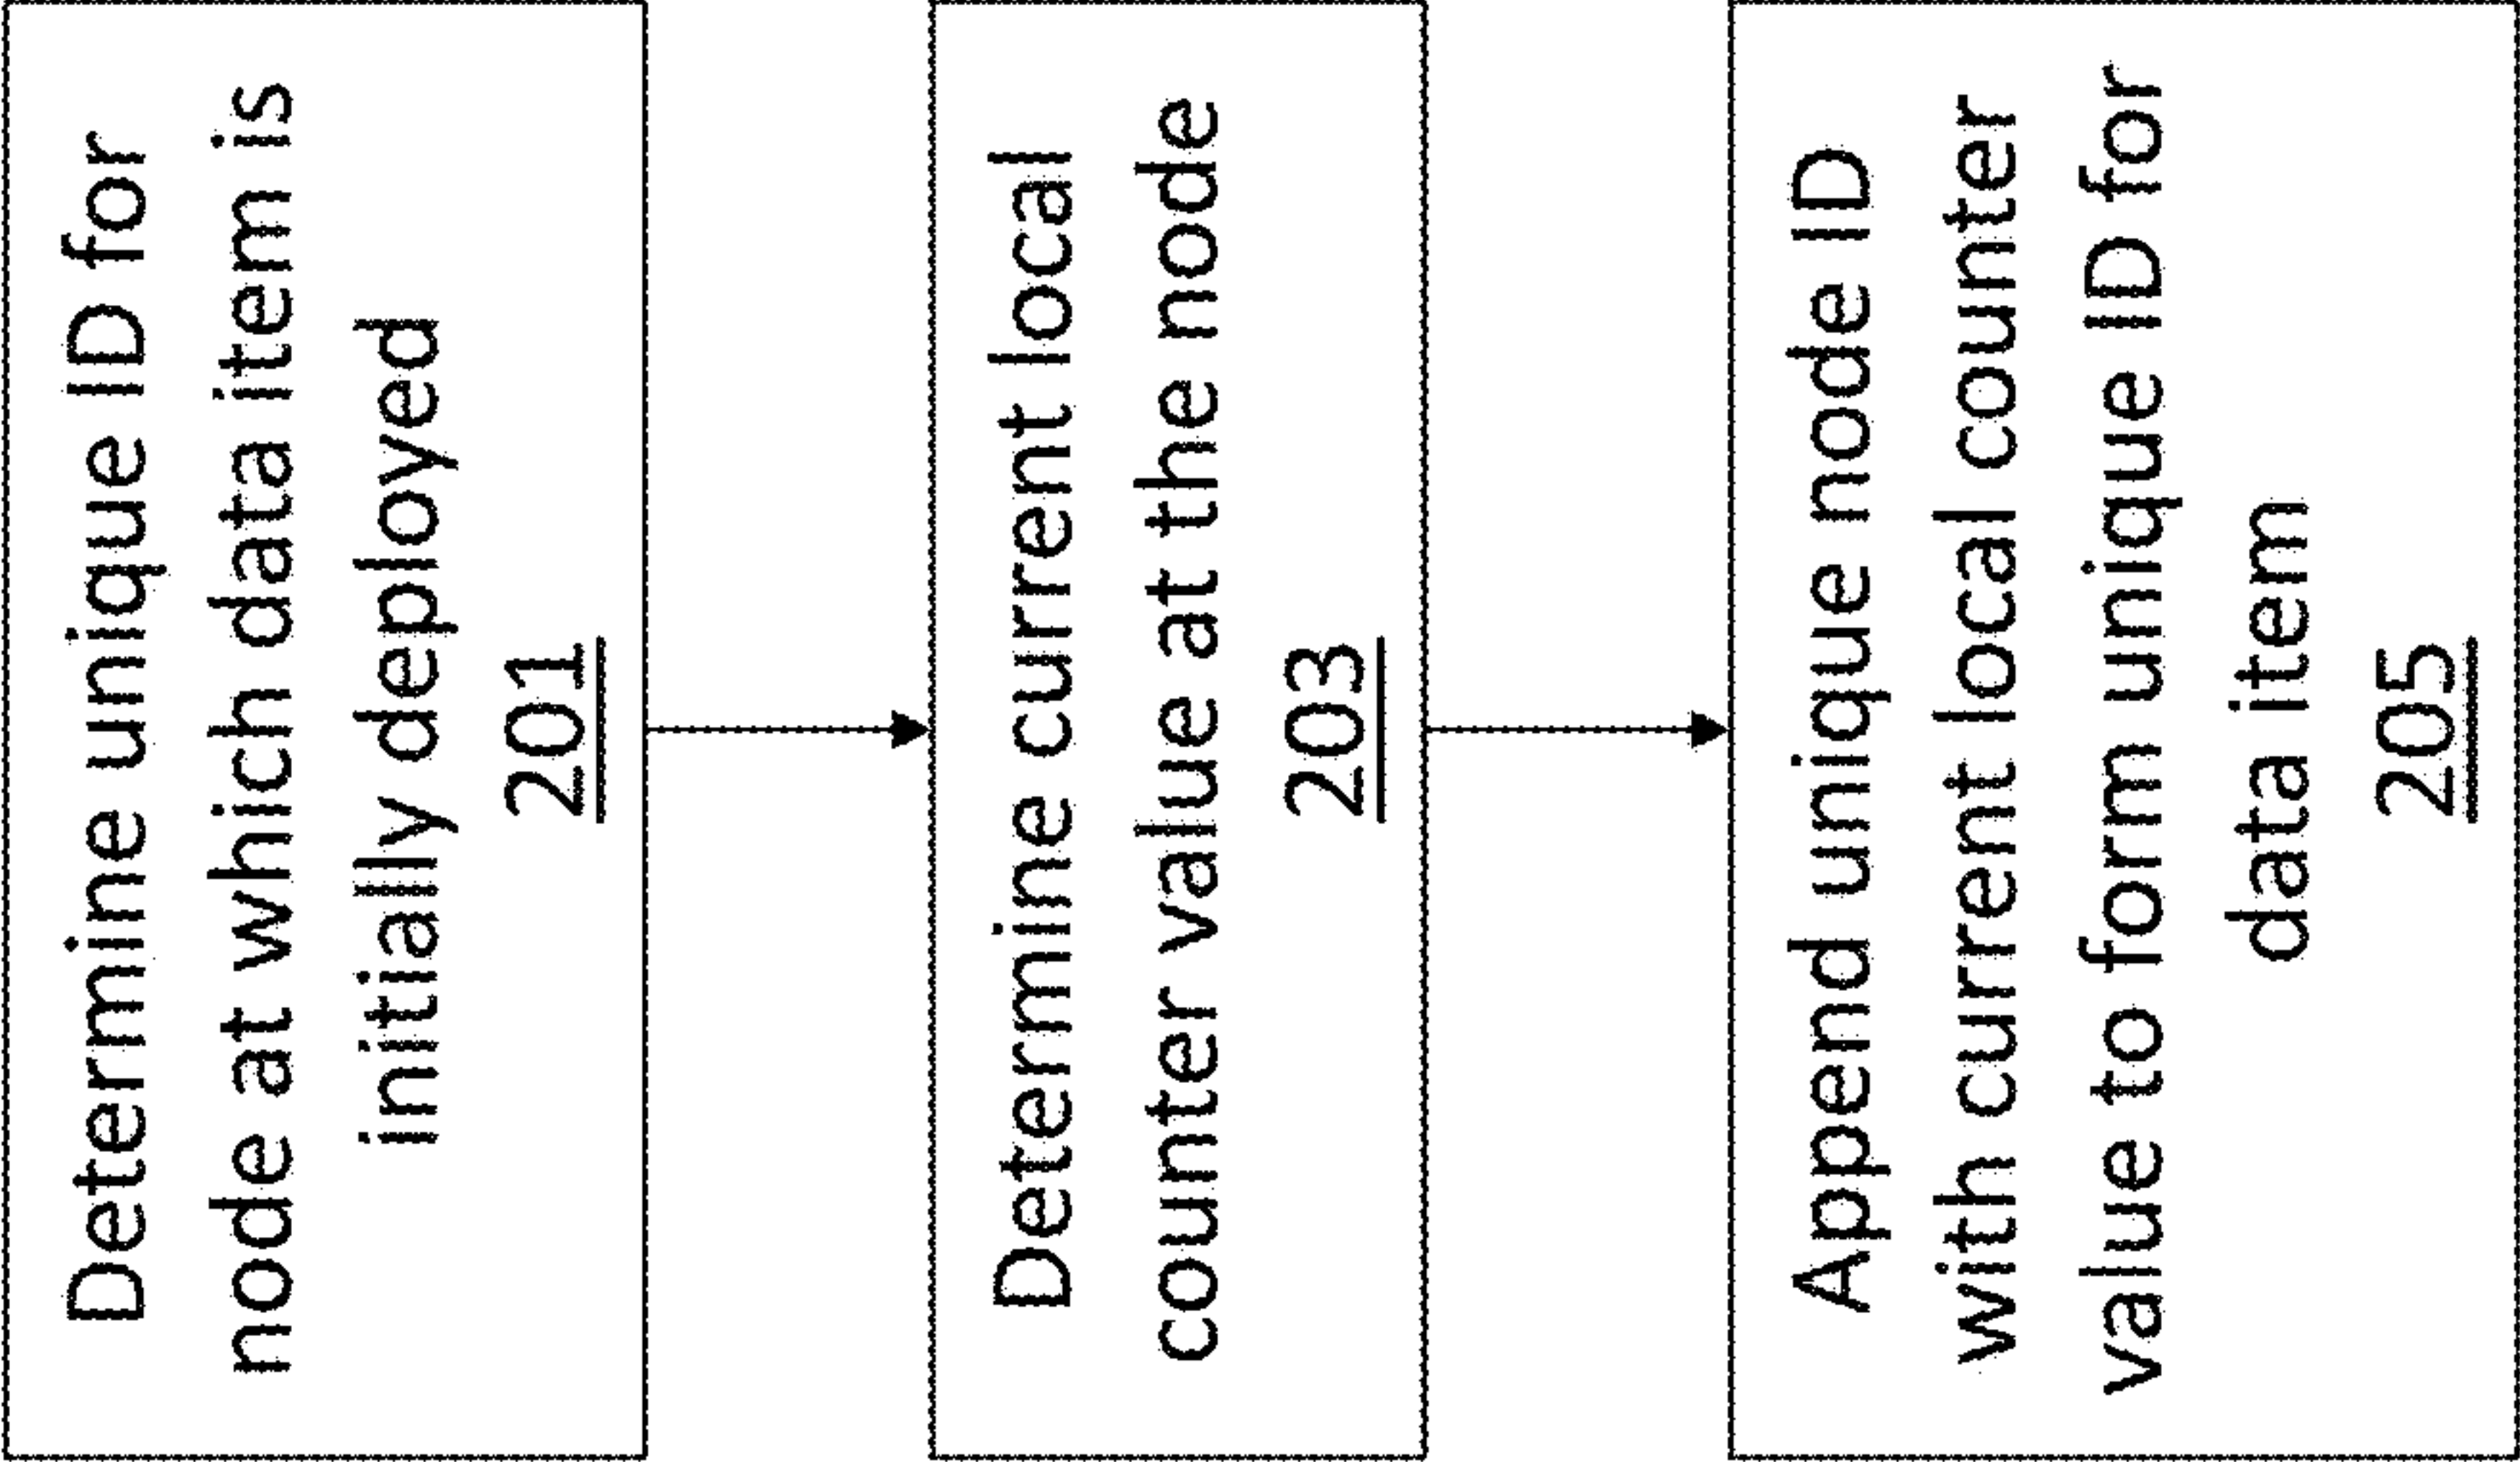 Determine unique ID for
node at which data item is
initially deployed
201
Determine current local
counter value at the node
203
Append unique node ID
with current local counter
value to form unique ID for
data item
205